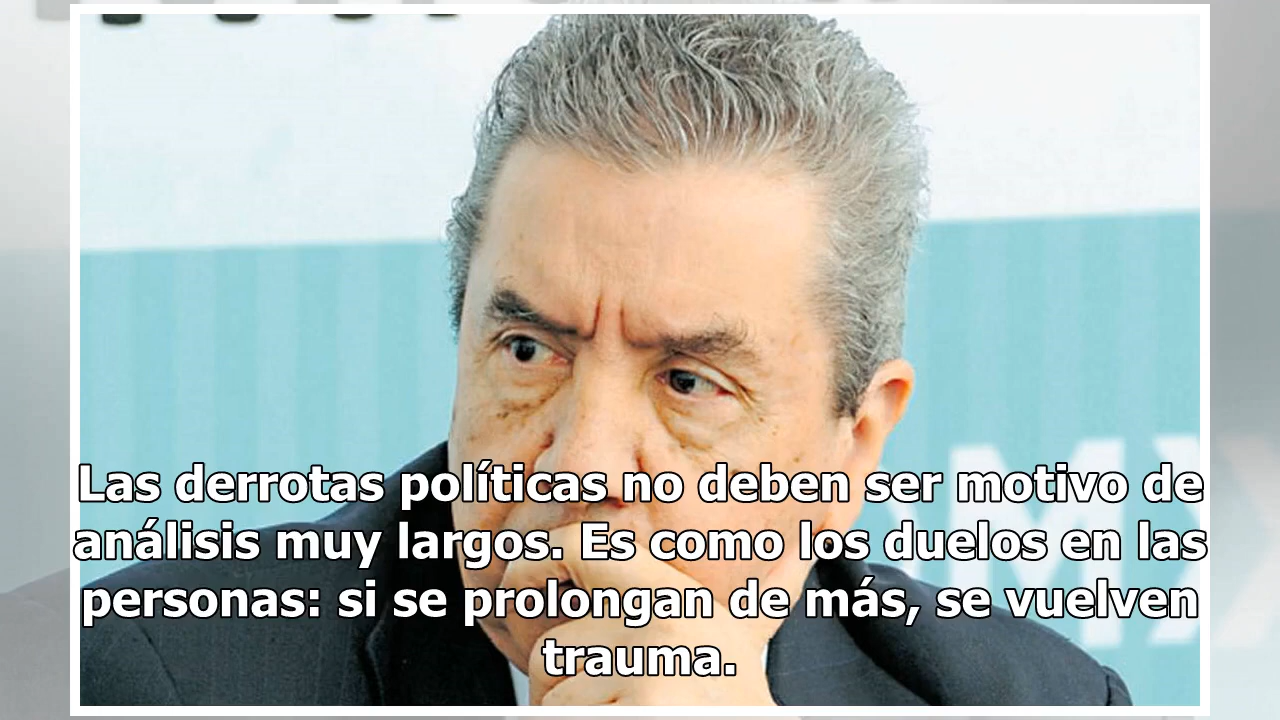 Las derrotas políticas no deben ser motivo de
análisis muy largos. Es como los duelos en las
personas: si se prolongan de más, se vuelven
trauma.
MX